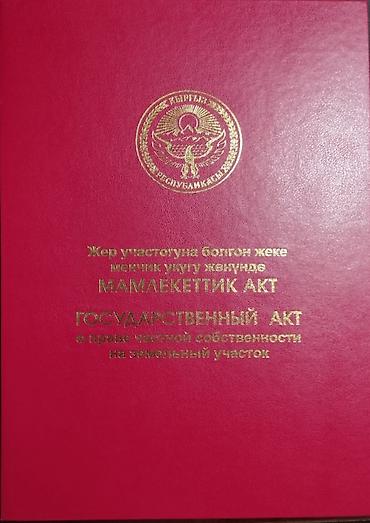 КЫРГЫЗ
РЕСПУБЛИКАСЫ
Жер участогуна болгон жеке
менчик укугу жөнүндө
МАМЛЕКЕТТИК АКТ
ГОСУДАРСТВЕННЫЙ АКТ
о праве частной собственности
на земельный участок